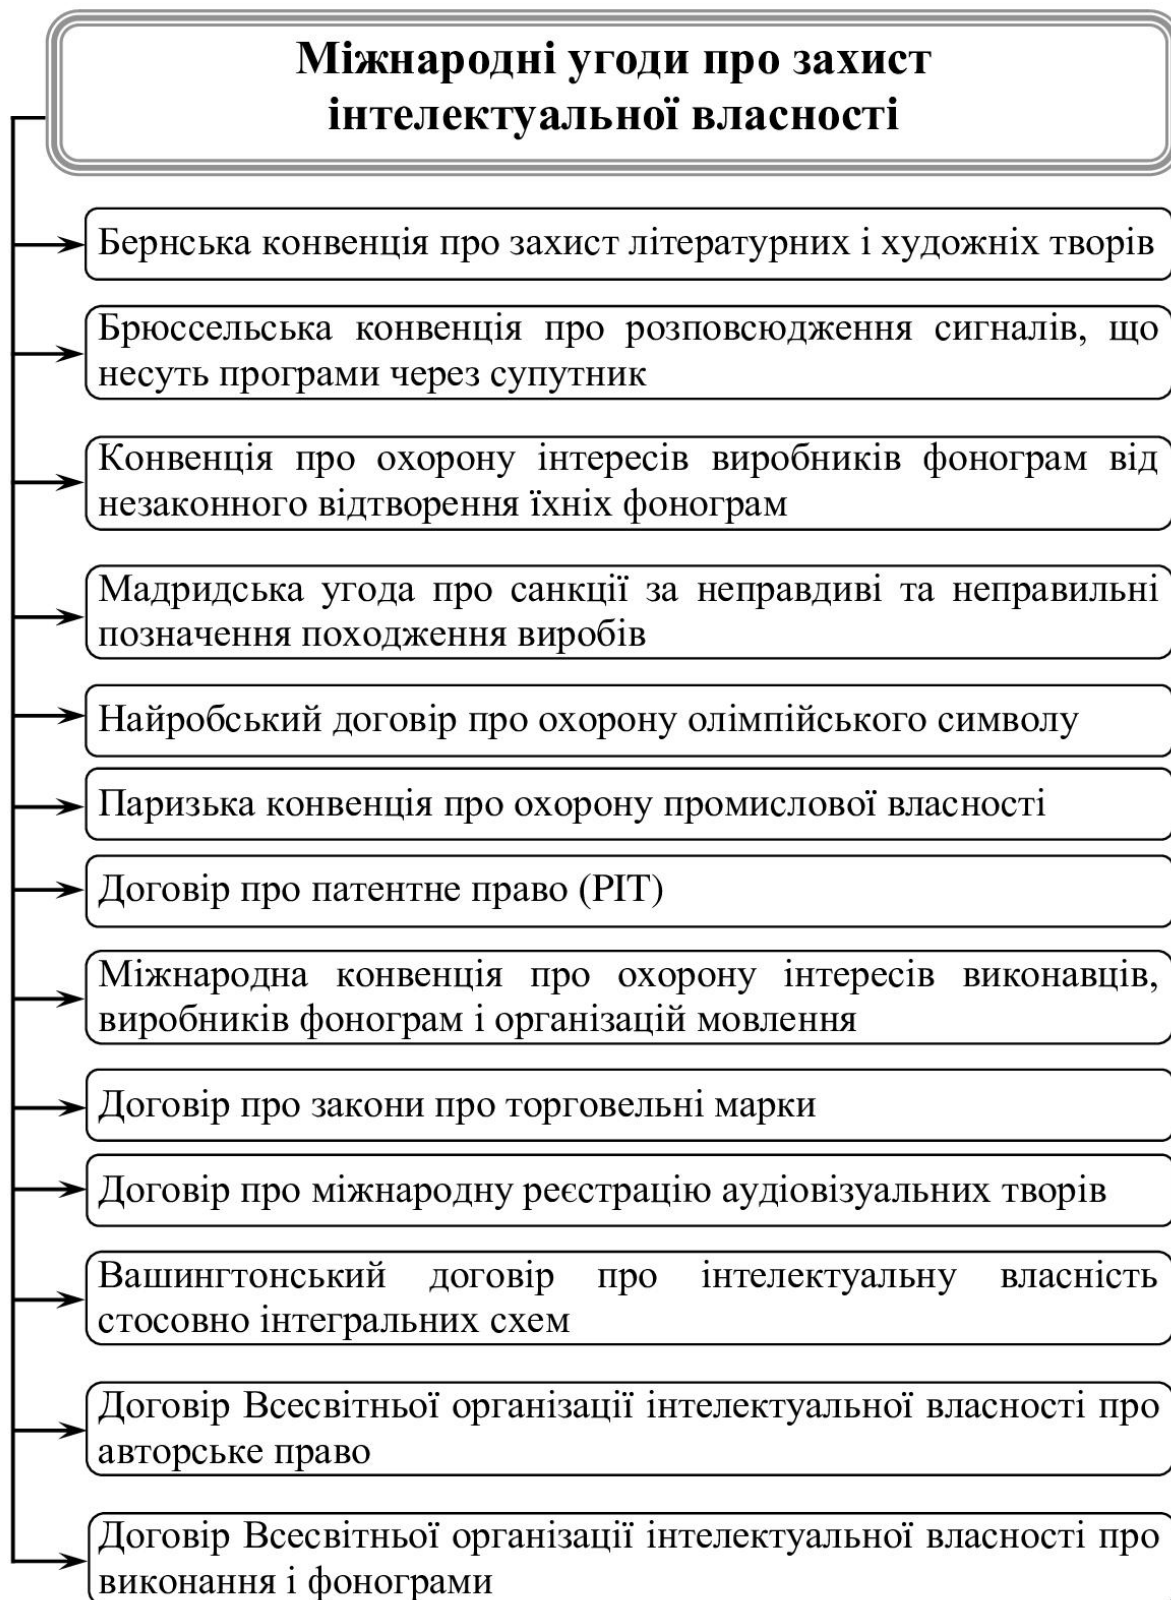 Міжнародні угоди про захист
інтелектуальної власності
Бернська конвенція про захист літературних і художніх творів
Брюссельська конвенція про розповсюдження сигналів, що
несуть програми через супутник
Конвенція про охорону інтересів виробників фонограм від
незаконного відтворення їхніх фонограм
Мадридська угода про санкції за неправдиві та неправильні
позначення походження виробів
Найробський договір про охорону олімпійського символу
Паризька конвенція про охорону промислової власності
Договір про патентне право (РІТ)
Міжнародна конвенція про охорону інтересів виконавців,
виробників фонограм і організацій мовлення
Договір про закони про торговельні марки
Договір про міжнародну реєстрацію аудіовізуальних творів
Вашингтонський договір про інтелектуальну власність
стосовно інтегральних схем
Договір Всесвітньої організації інтелектуальної власності про
авторське право
Договір Всесвітньої організації інтелектуальної власності про
виконання і фонограми